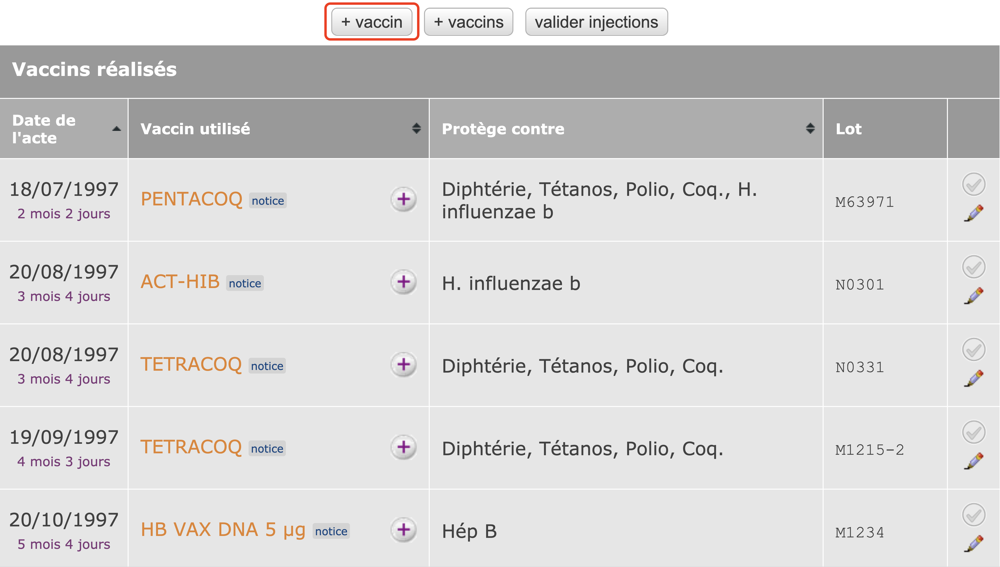 + vaccin + vaccins valider injections
Vaccins réalisés
Date de
l'acte
Vaccin utilisé
Protège contre
Lot
18/07/1997
2 mois 2 jours
PENTACOQ notice
Diphtérie, Tétanos, Polio, Coq., H.
influenzae b
M63971
20/08/1997
3 mois 4 jours
ACT-HIB notice
H. influenzae b
N0301
20/08/1997
3 mois 4 jours
TETRACOQ notice
Diphtérie, Tétanos, Polio, Coq.
N0331
19/09/1997
4 mois 3 jours
TETRACOQ notice
Diphtérie, Tétanos, Polio, Coq.
M1215-2
20/10/1997
5 mois 4 jours
HB VAX DNA 5 µg notice
Hép B
M1234